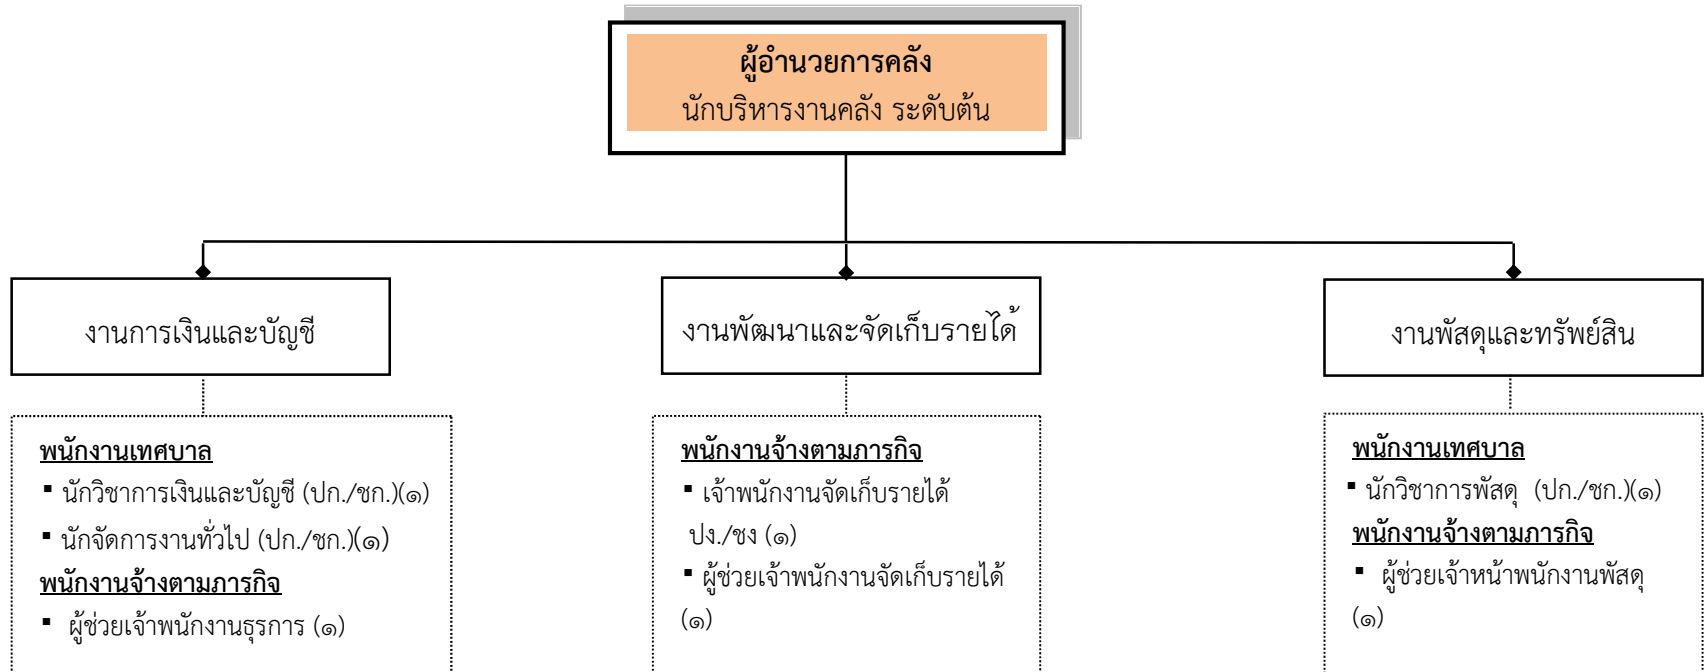 ผู้อำนวยการคลัง
นักบริหารงานคลัง ระดับต้น
งานการเงินและบัญชี
งานพัฒนาและจัดเก็บรายได้
งานพัสดุและทรัพย์สิน
พนักงานเทศบาล
▪ นักวิชาการเงินและบัญชี (ปก./ชก.)(๑)
▪ นักจัดการงานทั่วไป (ปก./ชก.)(๑)
พนักงานจ้างตามภารกิจ
▪ ผู้ช่วยเจ้าพนักงานธุรการ (๑)
พนักงานจ้างตามภารกิจ
▪ เจ้าพนักงานจัดเก็บรายได้
ปง./ชง (๑)
▪ ผู้ช่วยเจ้าพนักงานจัดเก็บรายได้
(๑)
พนักงานเทศบาล
▪ นักวิชาการพัสดุ (ปก./ชก.)(๑)
พนักงานจ้างตามภารกิจ
▪ ผู้ช่วยเจ้าหน้าพนักงานพัสดุ
(๑)